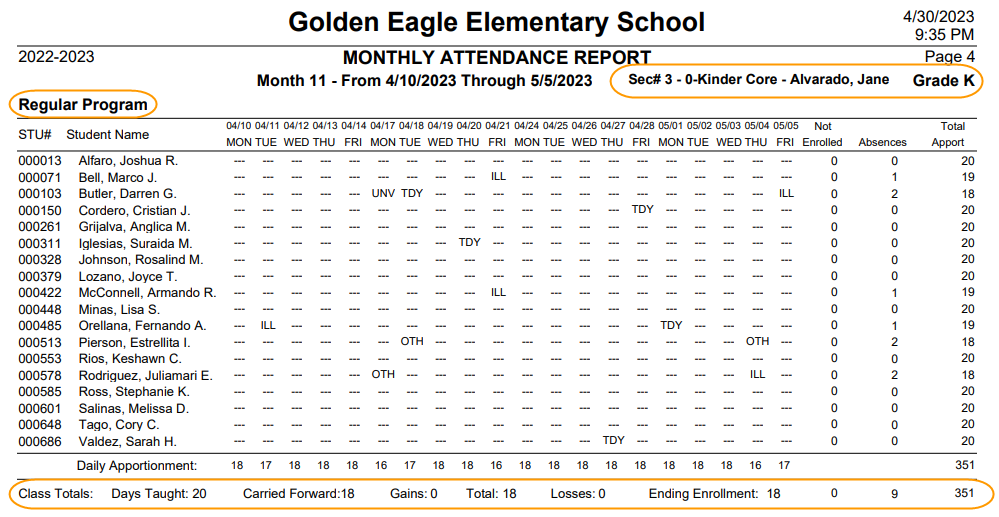 Golden Eagle Elementary School
4/30/2023
9:35 PM
2022-2023 MONTHLY ATTENDANCE REPORT Page 4
Month 11 - From 4/10/2023 Through 5/5/2023 Sec# 3 - 0-Kinder Core - Alvarado, Jane Grade K
Regular Program
04/10 04/11 04/12 04/13 04/14 04/17 04/18 04/19 04/20 04/21 04/24 04/25 04/26 04/27 04/28 05/01 05/02 05/03 05/04 05/05 Not Total
STU# Student Name MON TUE WED THU FRI MON TUE WED THU FRI MON TUE WED THU FRI MON TUE WED THU FRI Enrolled Absences Apport
000013 Alfaro, Joshua R. --- --- --- --- --- --- --- --- --- --- --- --- --- --- --- --- --- --- --- --- 0 0 20
000071 Bell, Marco J. --- --- --- --- --- --- --- --- --- ILL --- --- --- --- --- --- --- --- --- --- 0 1 19
000103 Butler, Darren G. --- --- --- --- --- UNV TDY --- --- --- --- --- --- --- --- --- --- --- --- ILL 0 2 18
000150 Cordero, Cristian J. --- --- --- --- --- --- --- --- --- --- --- --- --- --- TDY --- --- --- --- --- 0 0 20
000261 Grijalva, Anglica M. --- --- --- --- --- --- --- --- --- --- --- --- --- --- --- --- --- --- --- --- 0 0 20
000311 Iglesias, Suraida M. --- --- --- --- --- --- --- --- TDY --- --- --- --- --- --- --- --- --- --- --- 0 0 20
000328 Johnson, Rosalind M. --- --- --- --- --- --- --- --- --- --- --- --- --- --- --- --- --- --- --- --- 0 0 20
000379 Lozano, Joyce T. --- --- --- --- --- --- --- --- --- --- --- --- --- --- --- --- --- --- --- --- 0 0 20
000422 McConnell, Armando R. --- --- --- --- --- --- --- --- --- ILL --- --- --- --- --- --- --- --- --- --- 0 1 19
000448 Minas, Lisa S. --- --- --- --- --- --- --- --- --- --- --- --- --- --- --- --- --- --- --- --- 0 0 20
000485 Orellana, Fernando A. --- ILL --- --- --- --- --- --- --- --- --- --- --- --- --- TDY --- --- --- --- 0 1 19
000513 Pierson, Estrellita I. --- --- --- --- --- --- OTH --- --- --- --- --- --- --- --- --- --- --- OTH --- 0 2 18
000553 Rios, Keshawn C. --- --- --- --- --- --- --- --- --- --- --- --- --- --- --- --- --- --- --- --- 0 0 20
000578 Rodriguez, Juliamari E. --- --- --- --- --- OTH --- --- --- --- --- --- --- --- --- --- --- --- ILL --- 0 2 18
000585 Ross, Stephanie K. --- --- --- --- --- --- --- --- --- --- --- --- --- --- --- --- --- --- --- --- 0 0 20
000601 Salinas, Melissa D. --- --- --- --- --- --- --- --- --- --- --- --- --- --- --- --- --- --- --- --- 0 0 20
000648 Tago, Cory C. --- --- --- --- --- --- --- --- --- --- --- --- --- --- --- --- --- --- --- --- 0 0 20
000686 Valdez, Sarah H. --- --- --- --- --- --- --- --- --- --- --- --- --- TDY --- --- --- --- --- --- 0 0 20
Daily Apportionment: 18 17 18 18 18 16 17 18 18 16 18 18 18 18 18 18 18 18 16 17 351
Class Totals: Days Taught: 20 Carried Forward:18 Gains: 0 Total: 18 Losses: 0 Ending Enrollment: 18 0 9 351